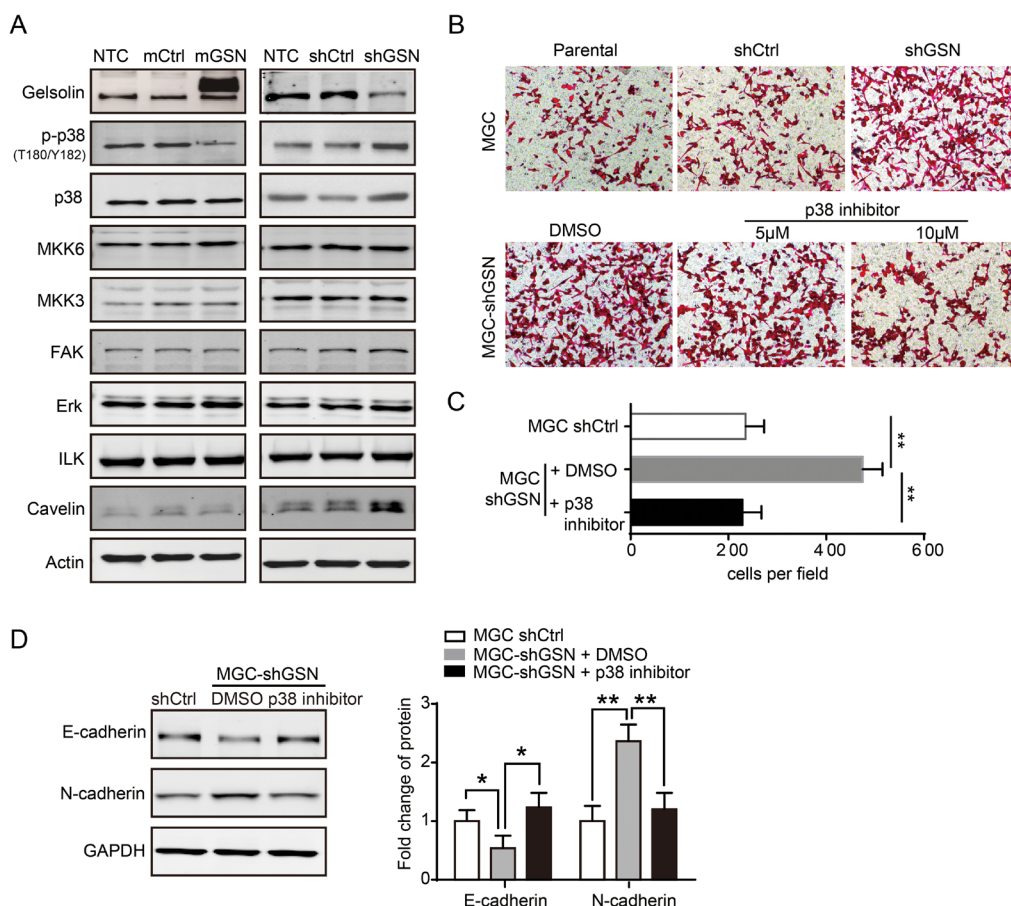 A
NTC mCtrl mGSN
NTC shCtrl shGSN
Gelsolin
p-p38
(T180/Y182)
p38
MKK6
MKK3
FAK
Erk
ILK
Cavelin
Actin
B
Parental shCtrl shGSN
MGC
p38 inhibitor
DMSO 5μM 10μM
MGC-shGSN
C
MGC shCtrl
MGC
shGSN
+ DMSO
+ p38
inhibitor
**
**
0 200 400 600
cells per field
D
MGC-shGSN
shCtrl DMSO p38 inhibitor
E-cadherin
N-cadherin
GAPDH
MGC shCtrl
MGC-shGSN + DMSO
MGC-shGSN + p38 inhibitor
Fold change of protein
3
2
1
0
* * ** **
E-cadherin N-cadherin